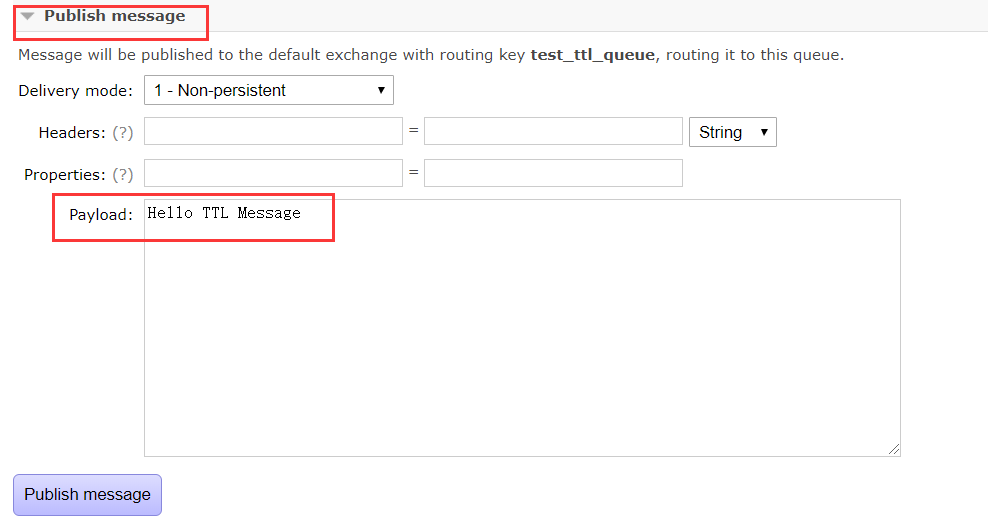 Publish message
Message will be published to the default exchange with routing key test_ttl_queue, routing it to this queue.
Delivery mode: 1 - Non-persistent
Headers: (?) = String
Properties: (?) =
Payload: Hello TTL Message
Publish message